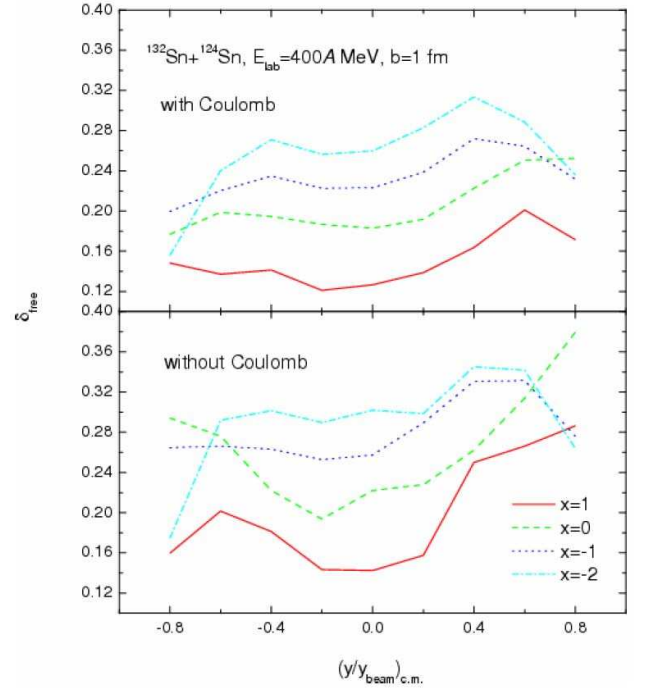 0.40
¹³²Sn+¹²⁴Sn, E_lab=400A MeV, b=1 fm
0.36
0.32
with Coulomb
0.28
0.24
0.20
0.16
0.12
0.40
δ_free
0.36
without Coulomb
0.32
0.28
0.24
x=1
0.20
x=0
0.16
x=-1
x=-2
0.12
-0.8 -0.4 0.0 0.4 0.8
(y/y_beam)_c.m.